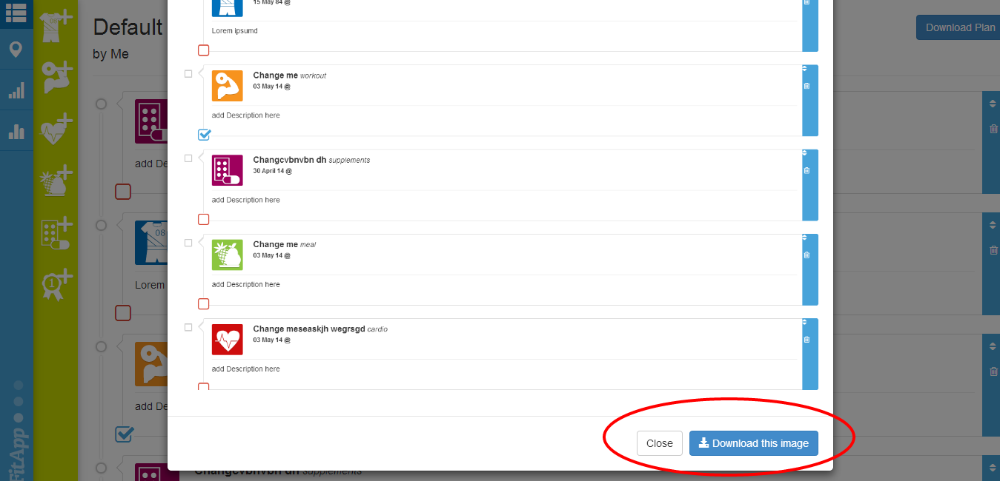 Default
by Me
Download Plan
add De
08
Lorem
add De
Changcvbnvbn dh supplements
1
FitApp
15 May 84 @
Lorem ipsumd
Change me workout
03 May 14 @
add Description here
Changcvbnvbn dh supplements
30 April 14 @
add Description here
Change me meal
03 May 14 @
add Description here
Change meseaskjh wegrsgd cardio
03 May 14 @
add Description here
Close
Download this image